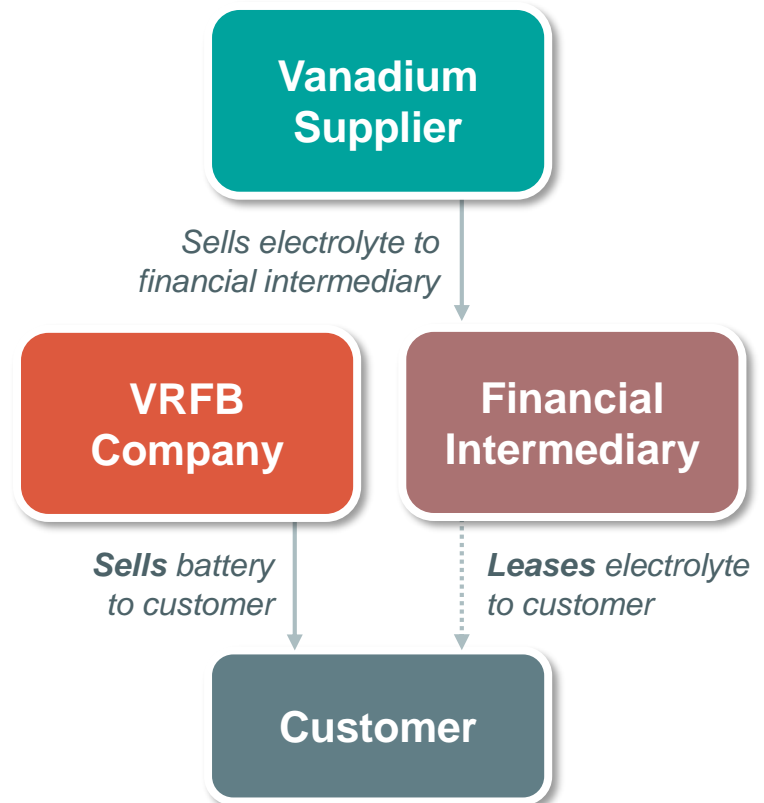 Vanadium
Supplier
Sells electrolyte to
financial intermediary
VRFB
Company
Financial
Intermediary
Sells battery
to customer
Leases electrolyte
to customer
Customer